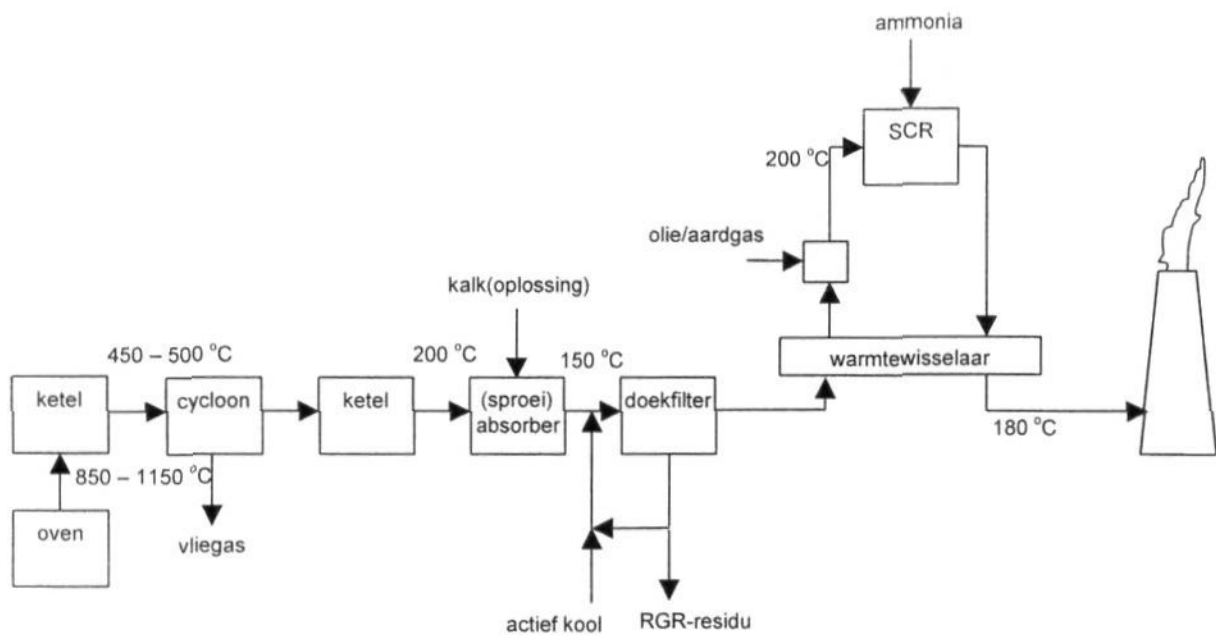 ammonia
SCR
200 °C
olie/aardgas
kalk(oplossing)
450 – 500 °C
200 °C
150 °C
warmtewisselaar
ketel
cycloon
ketel
(sproei)
absorber
doekfilter
180 °C
850 – 1150 °C
oven
vliegas
actief kool
RGR-residu